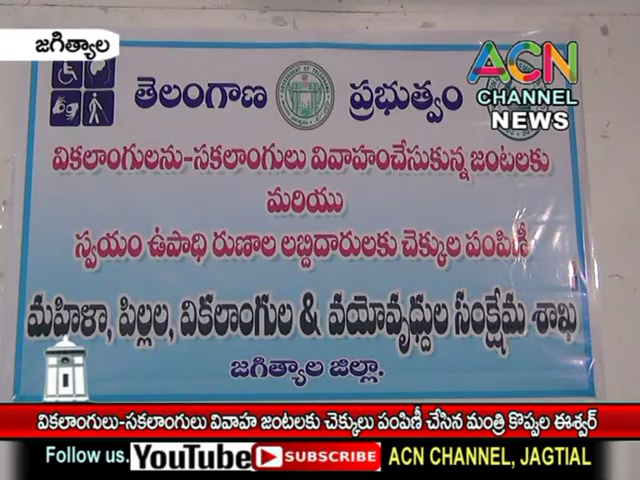 జగిత్యాల
ACN
CHANNEL
NEWS
తెలంగాణ ప్రభుత్వం
వికలాంగులను-సకలాంగులు వివాహంచేసుకున్న జంటలకు
మరియు
స్వయం ఉపాధి రుణాల లబ్దిదారులకు చెక్కుల పంపిణీ
మహిళా, పిల్లల, వికలాంగుల & వయోవృద్ధుల సంక్షేమ శాఖ
జగిత్యాల జిల్లా.
వికలాంగులు-సకలాంగులు వివాహ జంటలకు చెక్కులు పంపిణీ చేసిన మంత్రి కొప్పుల ఈశ్వర్
Follow us. YouTube SUBSCRIBE ACN CHANNEL, JAGTIAL